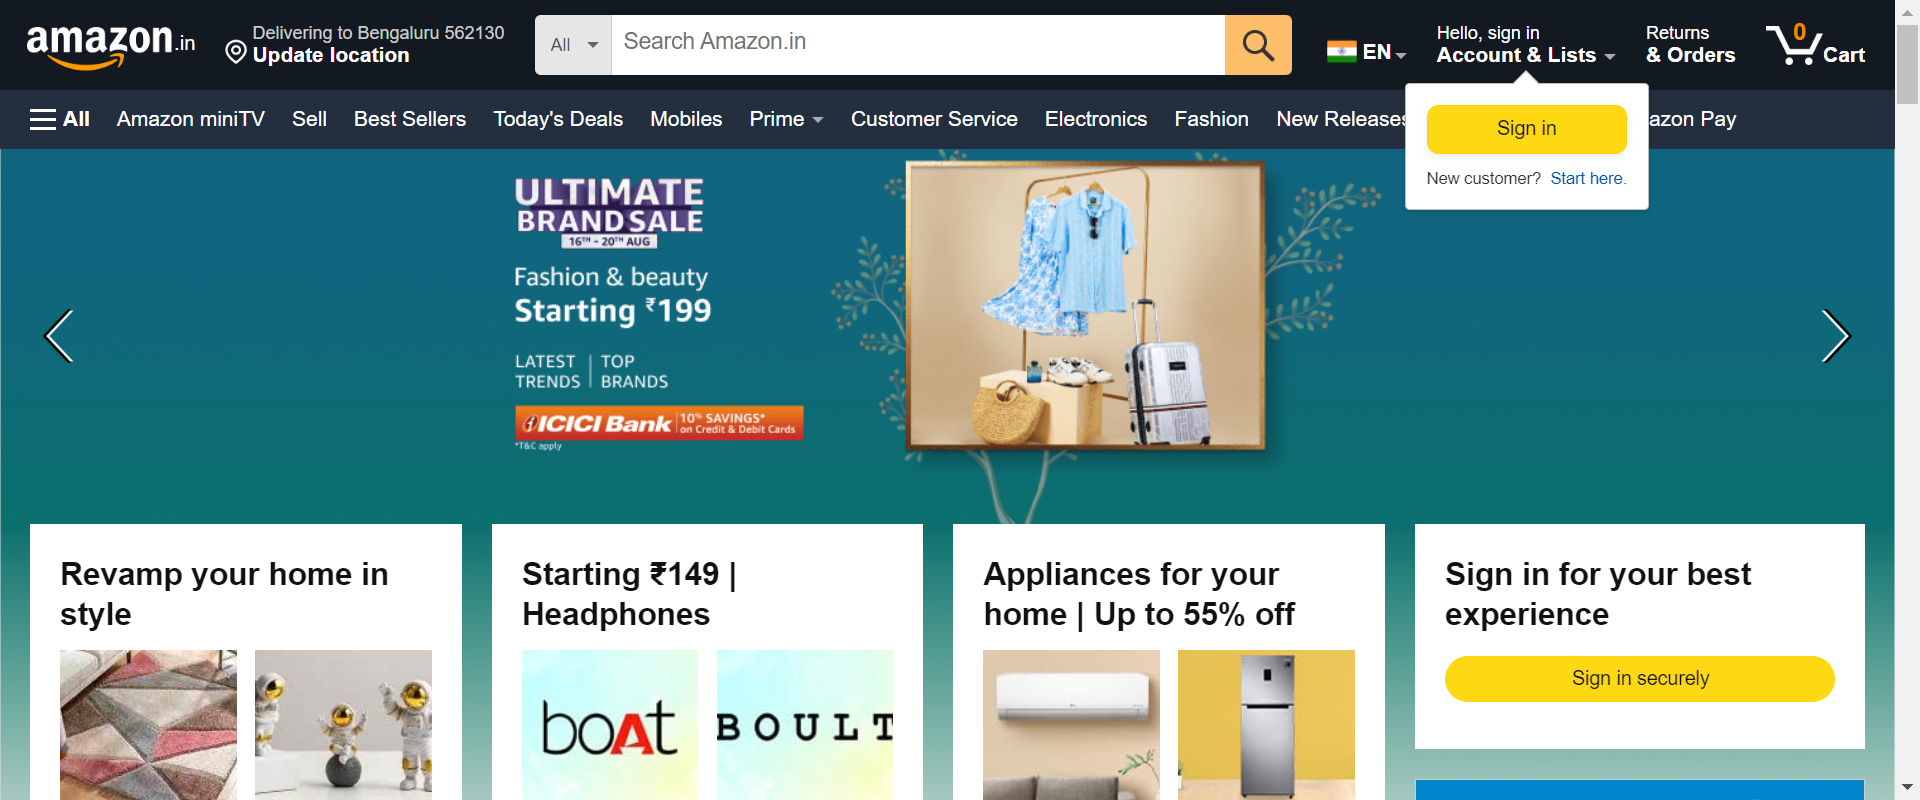 amazon.in
Delivering to Bengaluru 562130
Update location
All
Search Amazon.in
EN
Hello, sign in
Account & Lists
Returns
& Orders
0
Cart
All
Amazon miniTV
Sell
Best Sellers
Today's Deals
Mobiles
Prime
Customer Service
Electronics
Fashion
New Releases
azon Pay
Sign in
New customer? Start here.
ULTIMATE
BRAND SALE
16TH - 20TH AUG
Fashion & beauty
Starting ₹199
LATEST TRENDS | TOP BRANDS
ICICI Bank
10% SAVINGS*
on Credit & Debit Cards
*T&C apply
Revamp your home in
style
Starting ₹149 |
Headphones
boAt
BOULT
Appliances for your
home | Up to 55% off
Sign in for your best
experience
Sign in securely